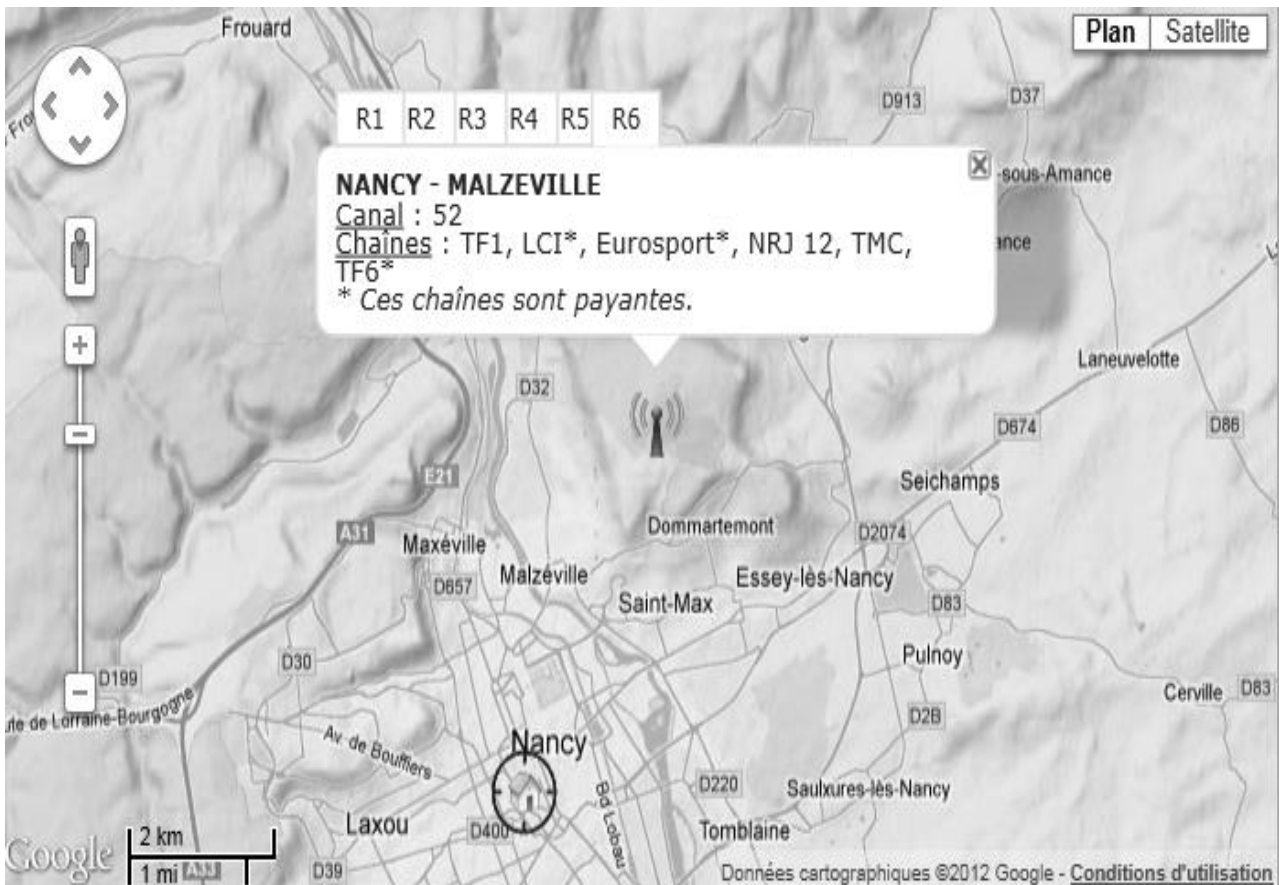 Frouard
Plan Satellite
D913
D37
R1 R2 R3 R4 R5 R6
NANCY - MALZEVILLE
Canal : 52
Chaînes : TF1, LCI*, Eurosport*, NRJ 12, TMC,
TF6*
* Ces chaînes sont payantes.
-sous-Amance
ance
Laneuvelotte
D32
D674
D86
E21
Seichamps
A31
Maxéville
Dommartemont
D2074
D657
Malzéville
Essey-lès-Nancy
Saint-Max
D83
D30
Pulnoy
D199
Cerville D83
ute de Lorraine-Bourgogne
D2B
Av. de Boufflers
Nancy
Bd Lobau
D220
Saulxures-lès-Nancy
Laxou
D400
Tomblaine
2 km
Google
1 mi
A33
D39
Données cartographiques ©2012 Google - Conditions d'utilisation